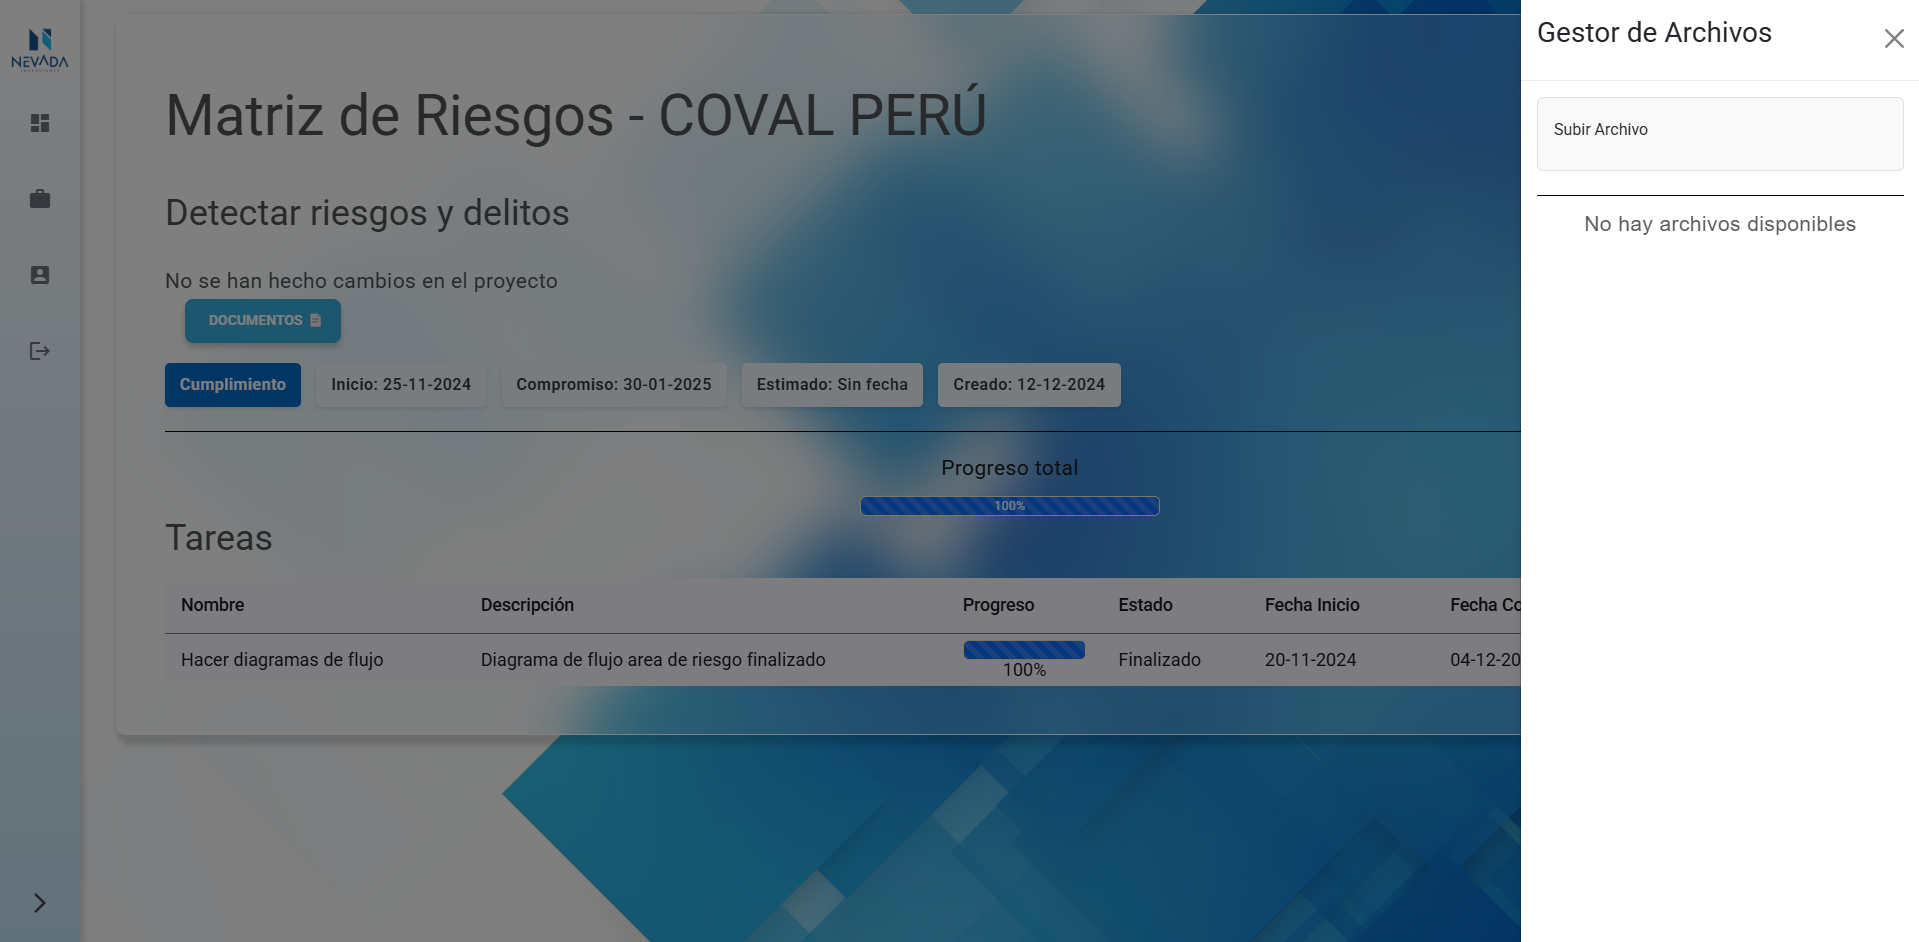 NEVADA
INVERSIONES
Matriz de Riesgos - COVAL PERÚ
Detectar riesgos y delitos
No se han hecho cambios en el proyecto
DOCUMENTOS
Cumplimiento
Inicio: 25-11-2024
Compromiso: 30-01-2025
Estimado: Sin fecha
Creado: 12-12-2024
Progreso total
100%
Tareas
Nombre Descripción Progreso Estado Fecha Inicio Fecha Co
Hacer diagramas de flujo Diagrama de flujo area de riesgo finalizado 100% Finalizado 20-11-2024 04-12-20
Gestor de Archivos
Subir Archivo
No hay archivos disponibles